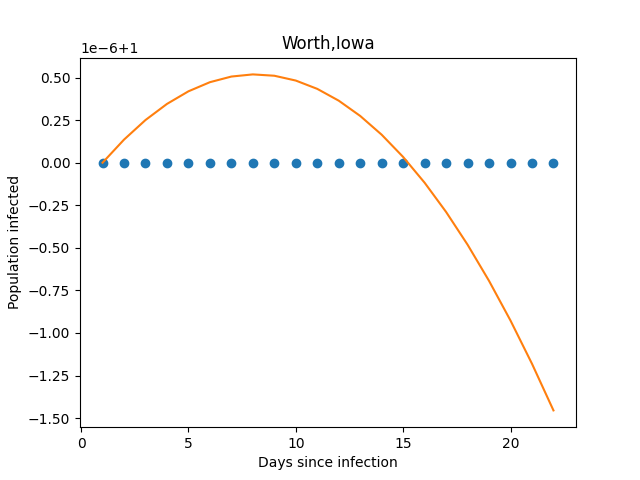 Worth,Iowa
1e−6+1
0.50
0.25
0.00
−0.25
−0.50
−0.75
−1.00
−1.25
−1.50
Population infected
0 5 10 15 20
Days since infection